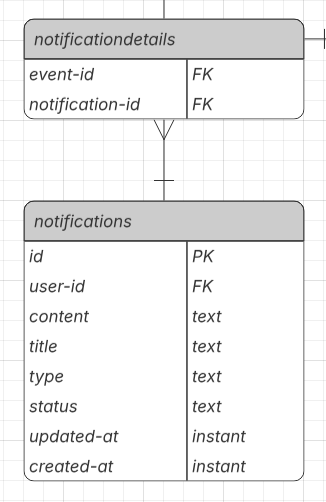 notificationdetails
event-id FK
notification-id FK
notifications
id PK
user-id FK
content text
title text
type text
status text
updated-at instant
created-at instant